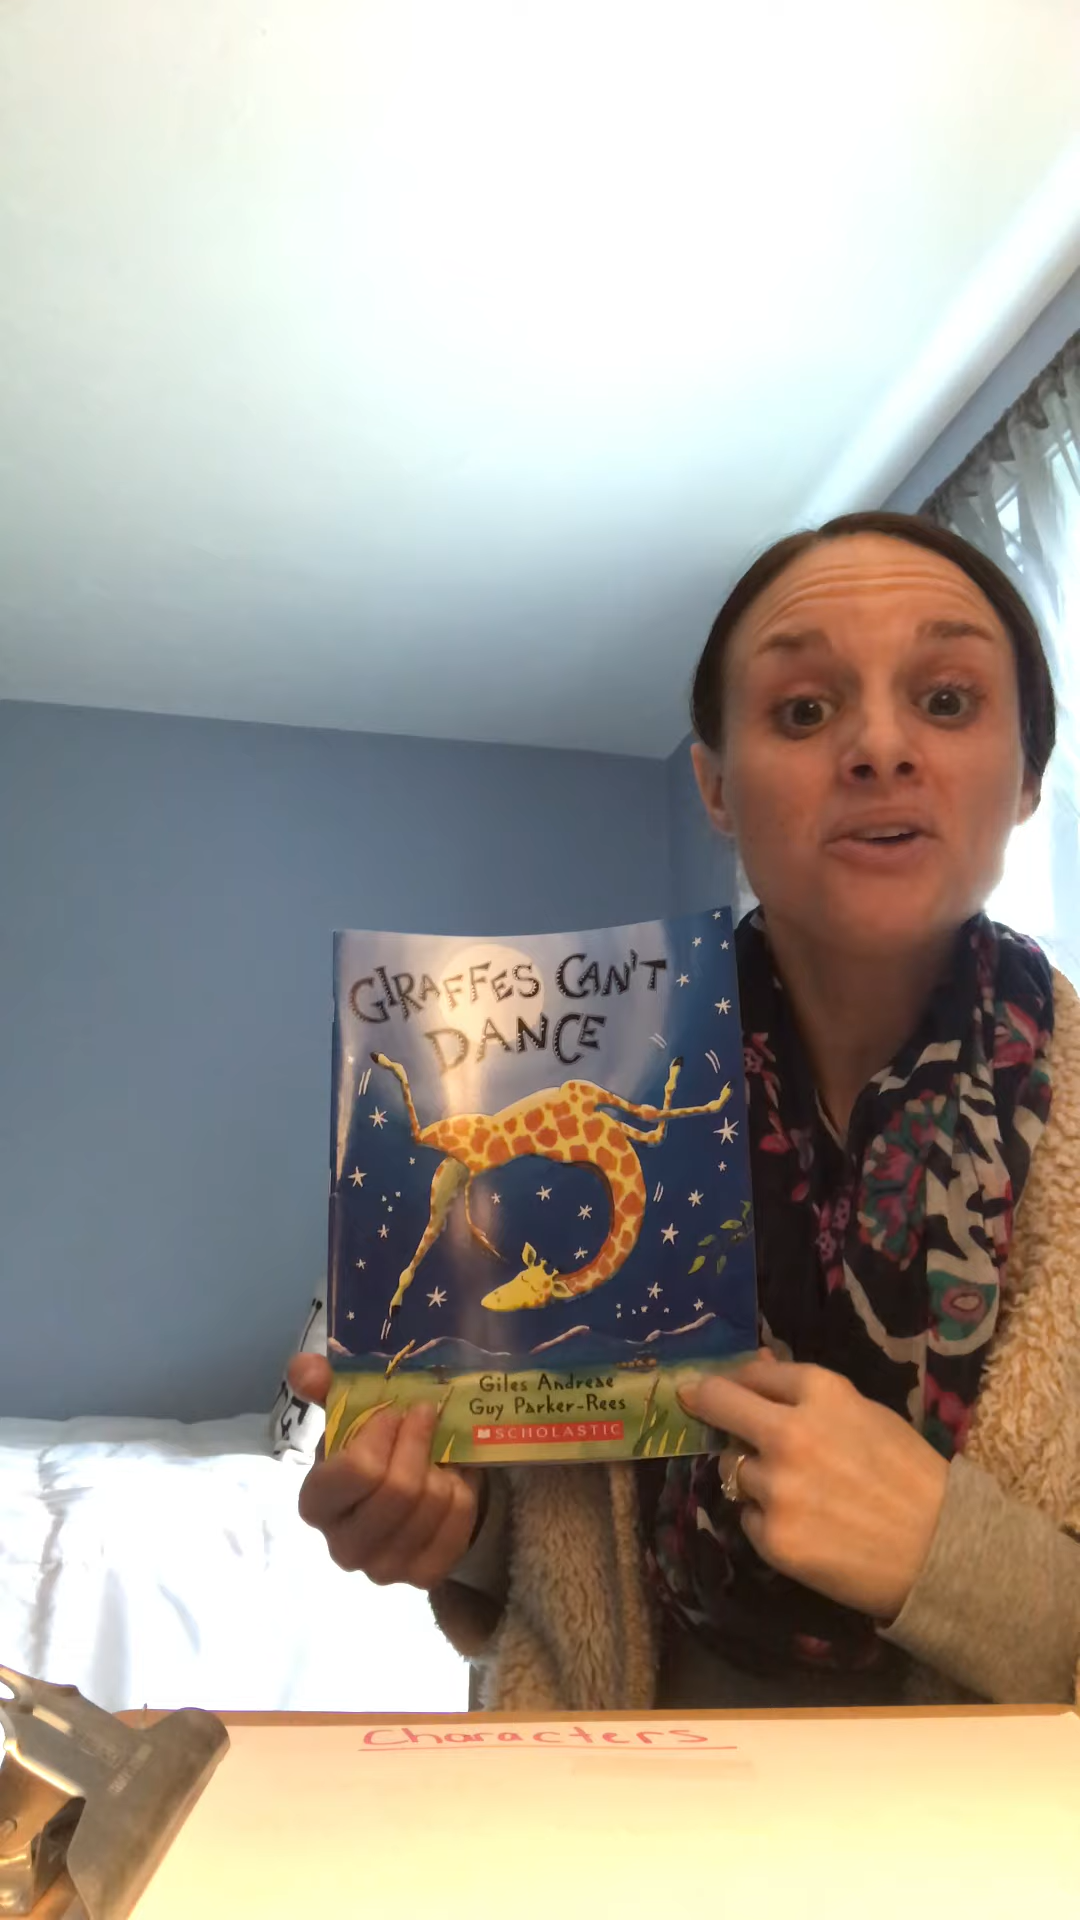 GIRAFFES CAN'T
DANCE
Giles Andreae
Guy Parker-Rees
SCHOLASTIC
Characters